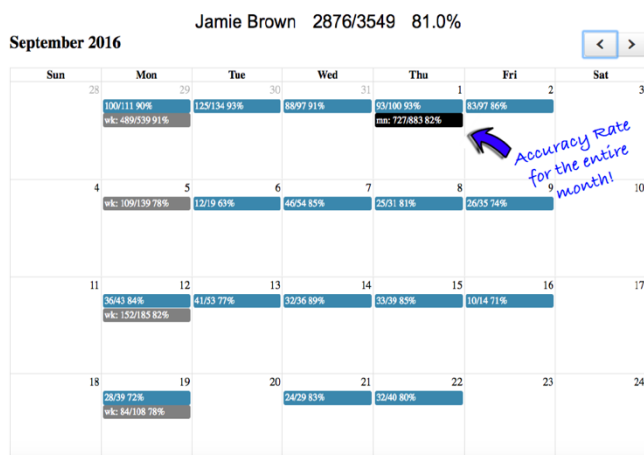 Jamie Brown 2876/3549 81.0%
September 2016
< >
Sun Mon Tue Wed Thu Fri Sat
28 29 30 31 1 2 3
100/111 90% 125/134 93% 88/97 91% 93/100 93% 83/97 86%
wk: 489/539 91% mn: 727/883 82%
Accuracy Rate
for the entire
month!
4 5 6 7 8 9 10
wk: 109/139 78% 12/19 63% 46/54 85% 25/31 81% 26/35 74%
11 12 13 14 15 16 17
36/43 84% 41/53 77% 32/36 89% 33/39 85% 10/14 71%
wk: 152/185 82%
18 19 20 21 22 23 24
28/39 72% 24/29 83% 32/40 80%
wk: 84/108 78%